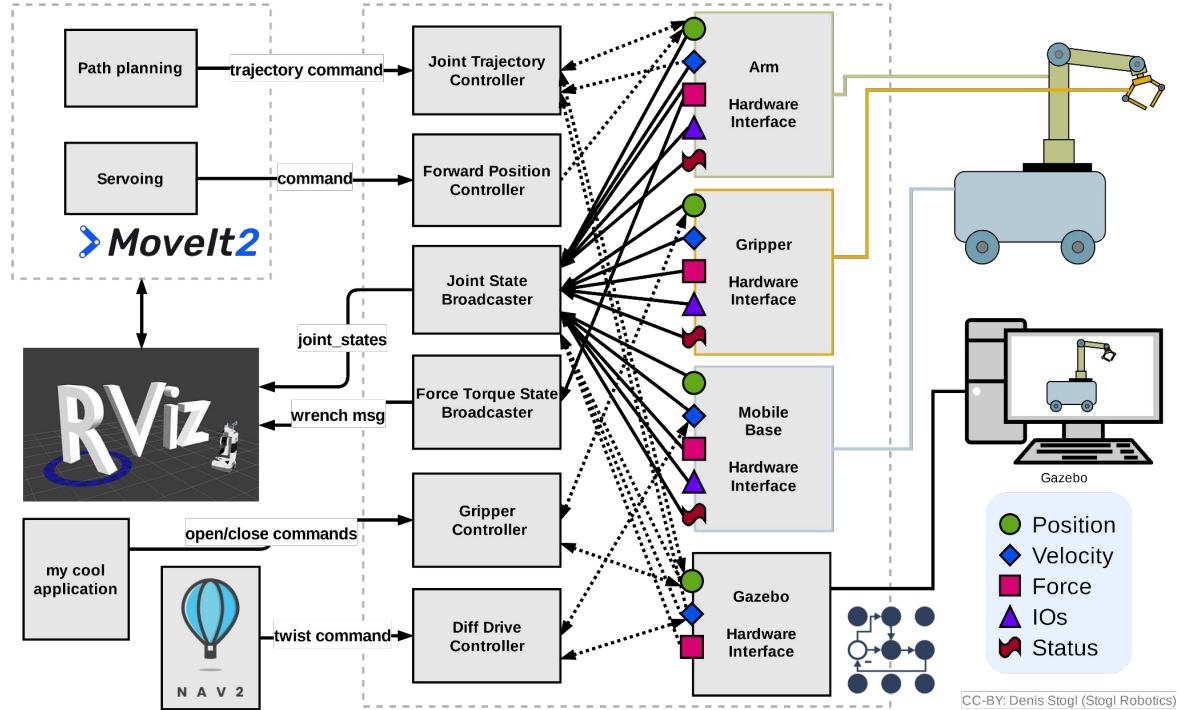 Path planning
trajectory command
Servoing
command
MoveIt2
RViz
joint_states
wrench msg
my cool
application
open/close commands
NAV2
twist command
Joint Trajectory
Controller
Forward Position
Controller
Joint State
Broadcaster
Force Torque State
Broadcaster
Gripper
Controller
Diff Drive
Controller
Arm
Hardware
Interface
Gripper
Hardware
Interface
Mobile
Base
Hardware
Interface
Gazebo
Hardware
Interface
Gazebo
Position
Velocity
Force
IOs
Status
CC-BY: Denis Stogl (Stogl Robotics)